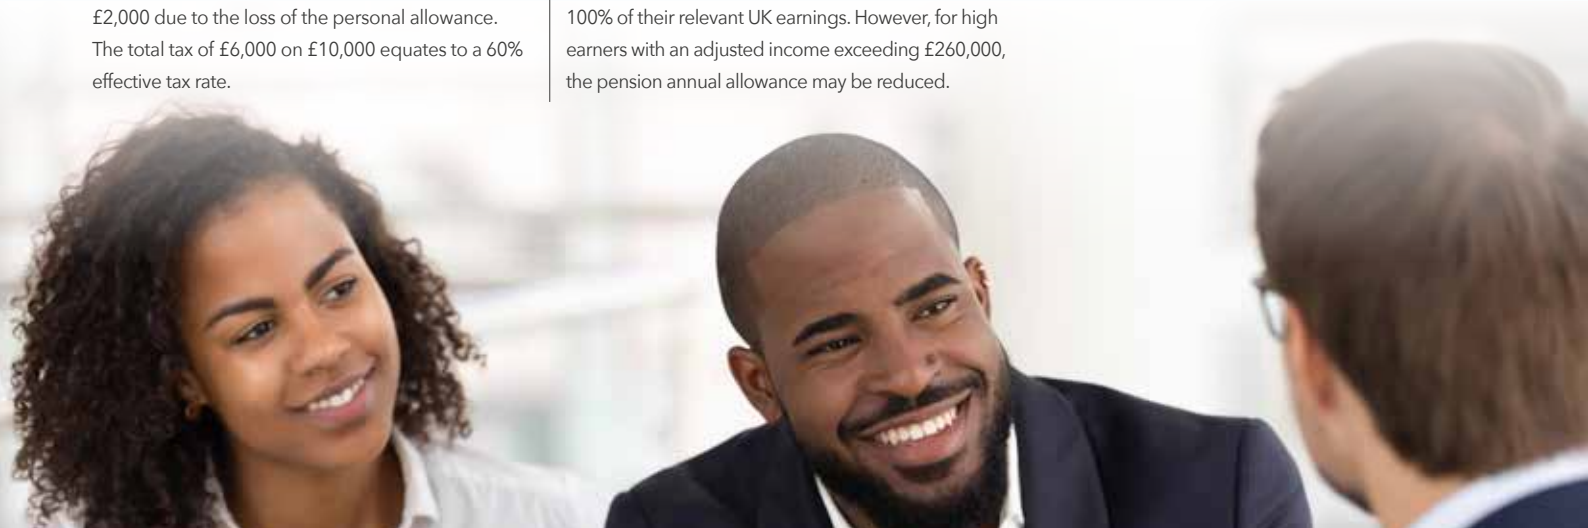 £2,000 due to the loss of the personal allowance.
The total tax of £6,000 on £10,000 equates to a 60%
effective tax rate.
100% of their relevant UK earnings. However, for high
earners with an adjusted income exceeding £260,000,
the pension annual allowance may be reduced.